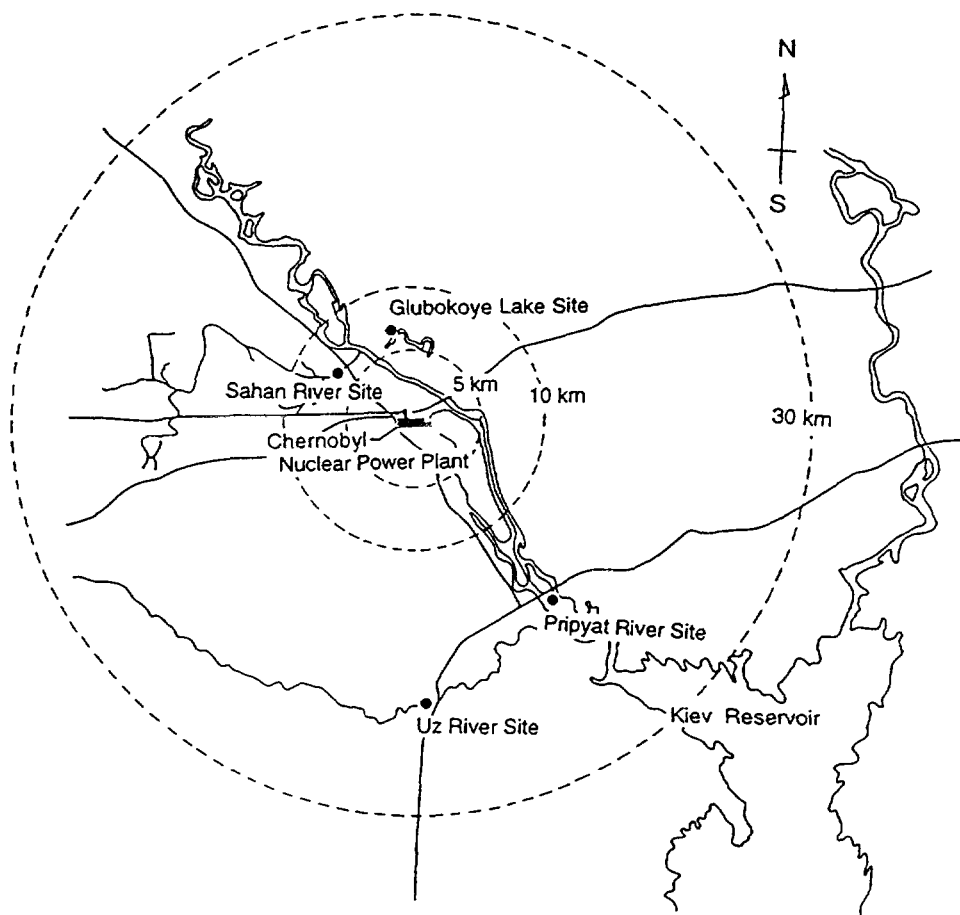 N
S
Glubokoye Lake Site
5 km
10 km
Sahan River Site
30 km
Chernobyl
Nuclear Power Plant
Pripyat River Site
Kiev Reservoir
Uz River Site